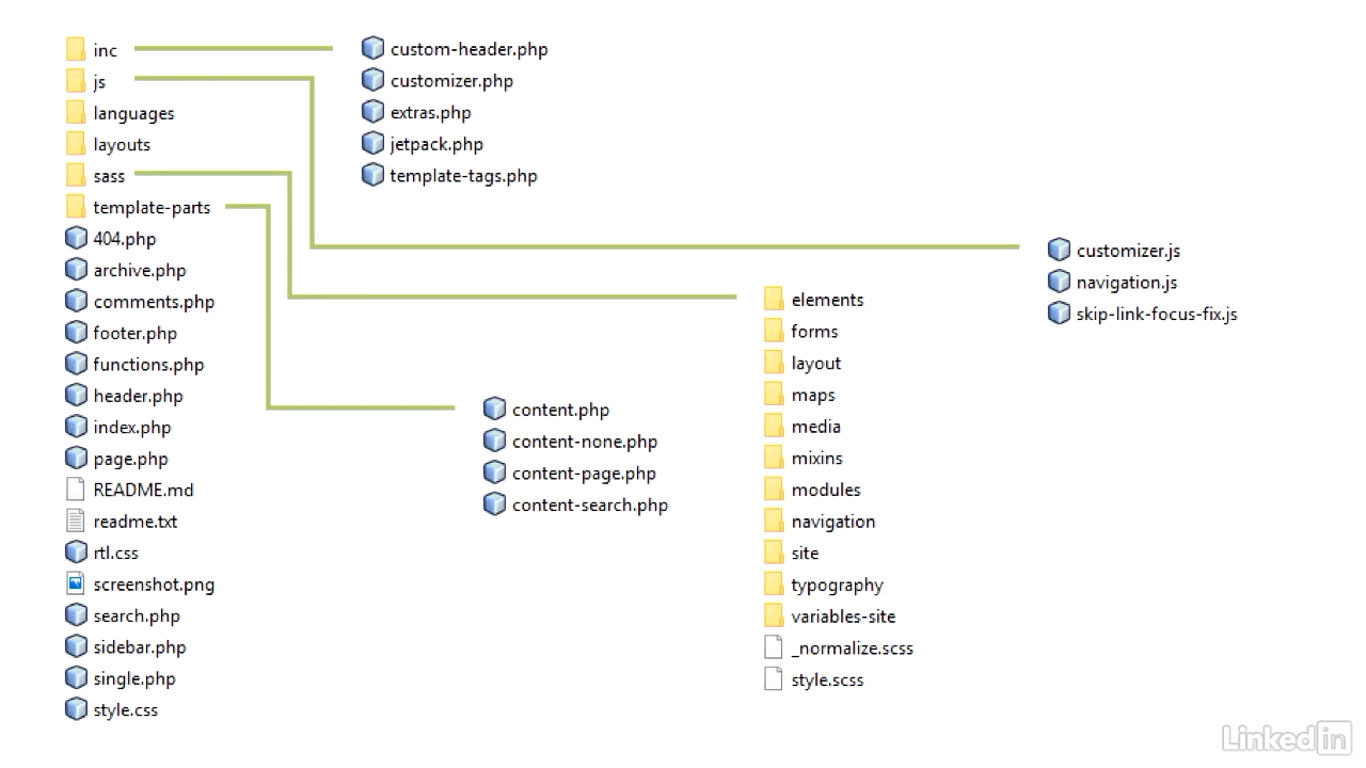 inc
js
languages
layouts
sass
template-parts
404.php
archive.php
comments.php
footer.php
functions.php
header.php
index.php
page.php
README.md
readme.txt
rtl.css
screenshot.png
search.php
sidebar.php
single.php
style.css
custom-header.php
customizer.php
extras.php
jetpack.php
template-tags.php
content.php
content-none.php
content-page.php
content-search.php
elements
forms
layout
maps
media
mixins
modules
navigation
site
typography
variables-site
_normalize.scss
style.scss
customizer.js
navigation.js
skip-link-focus-fix.js
Linked in